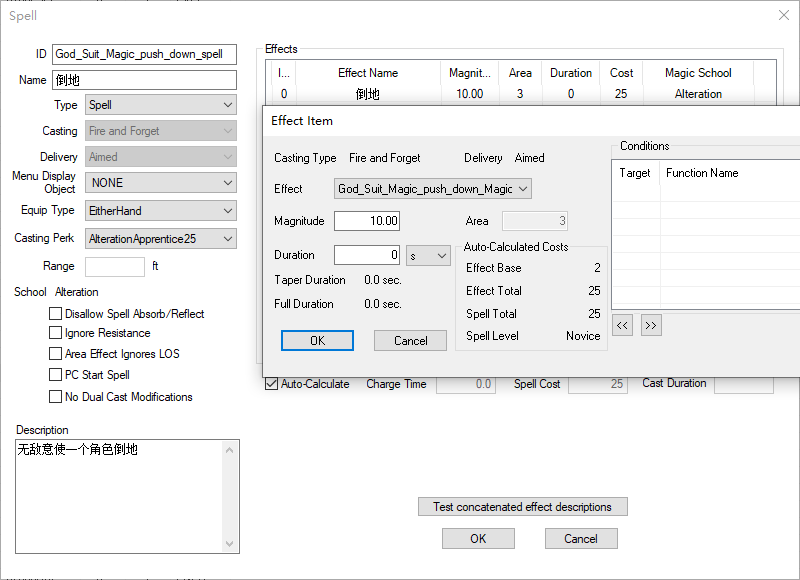 Spell
ID God_Suit_Magic_push_down_spell
Name 倒地
Type Spell
Casting Fire and Forget
Delivery Aimed
Menu Display Object NONE
Equip Type EitherHand
Casting Perk AlterationApprentice25
Range ft
School Alteration
Disallow Spell Absorb/Reflect
Ignore Resistance
Area Effect Ignores LOS
PC Start Spell
No Dual Cast Modifications
Description
无敌意使一个角色倒地
Effects
I... Effect Name Magnit... Area Duration Cost Magic School
0 倒地 10.00 3 0 25 Alteration
Effect Item
Casting Type Fire and Forget Delivery Aimed
Effect God_Suit_Magic_push_down_Magic
Magnitude 10.00 Area 3
Duration 0 s
Taper Duration 0.0 sec.
Full Duration 0.0 sec.
Auto-Calculated Costs
Effect Base 2
Effect Total 25
Spell Total 25
Spell Level Novice
OK Cancel
Conditions
Target Function Name
<< >>
Auto-Calculate Charge Time 0.0 Spell Cost 25 Cast Duration
Test concatenated effect descriptions
OK Cancel